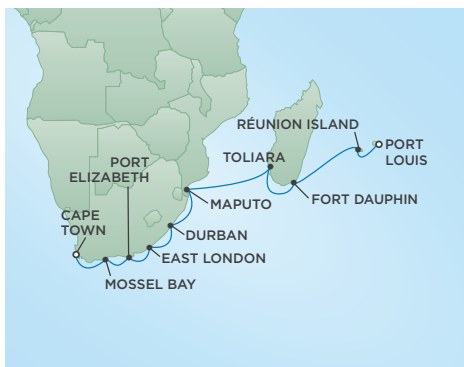 RÉUNION ISLAND
PORT
LOUIS
TOLIARA
PORT
ELIZABETH
FORT DAUPHIN
MAPUTO
CAPE
TOWN
DURBAN
EAST LONDON
MOSSEL BAY